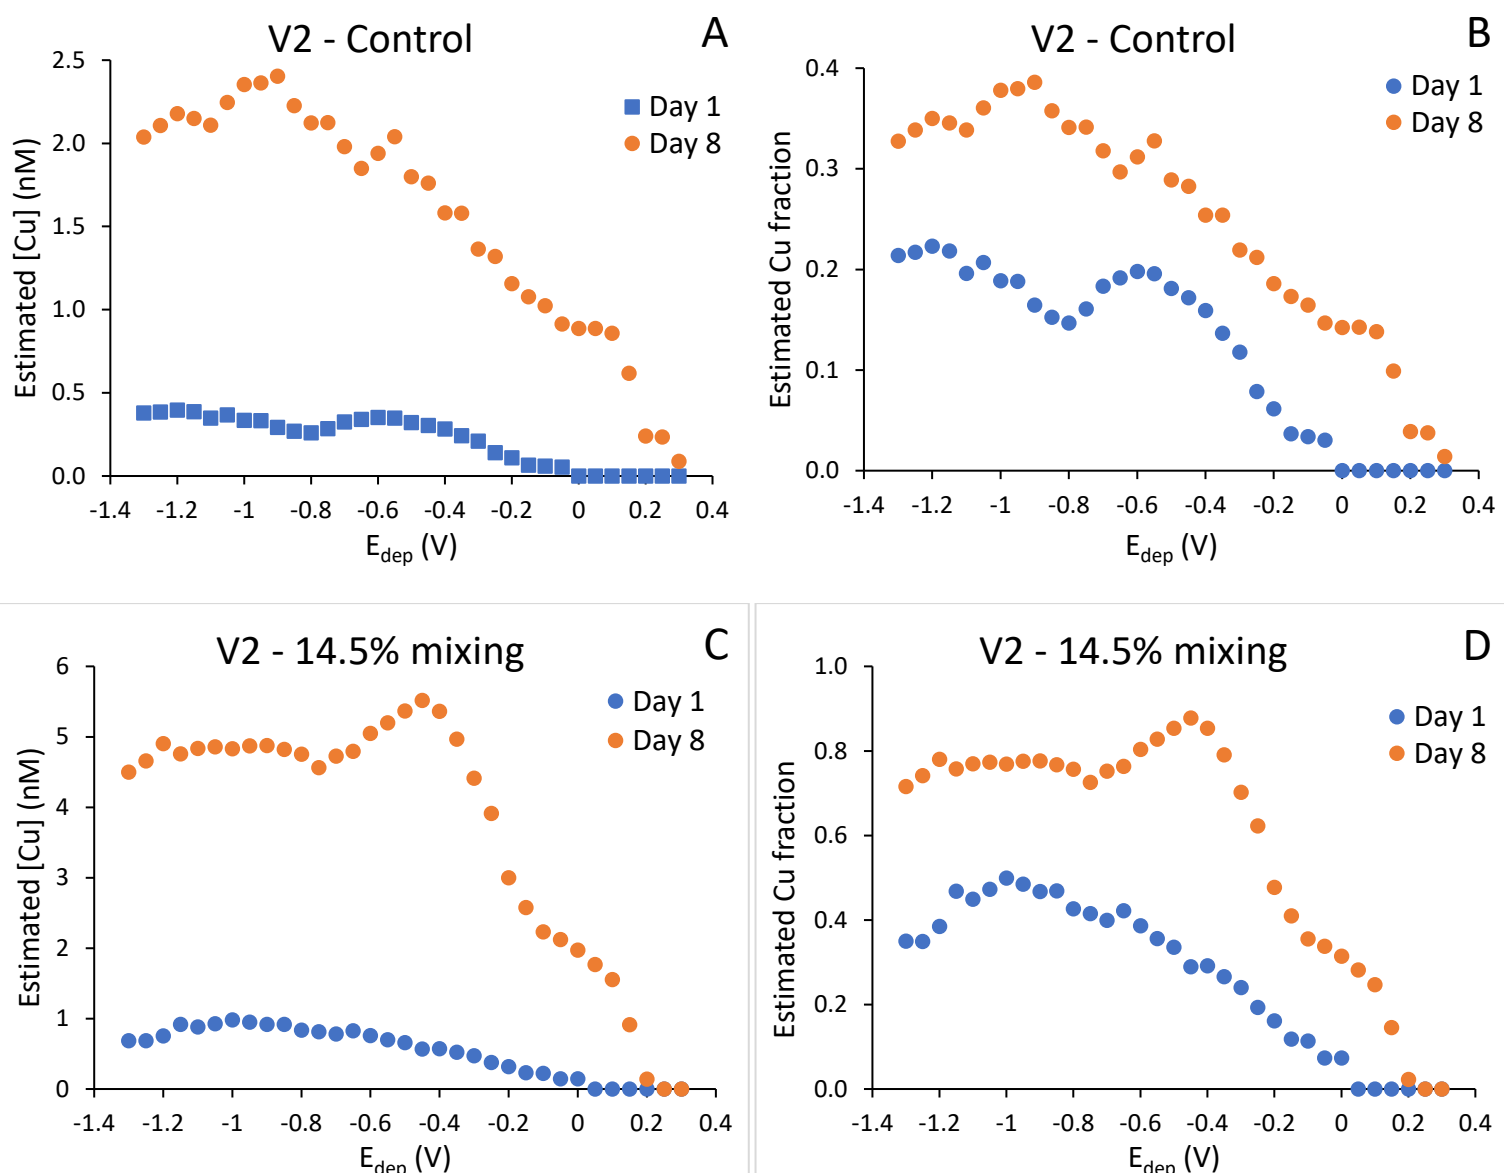 V2 - Control
A
2.5
2.0
1.5
1.0
0.5
0.0
Estimated [Cu] (nM)
Day 1
Day 8
-1.4 -1.2 -1 -0.8 -0.6 -0.4 -0.2 0 0.2 0.4
Edep (V)
V2 - Control
B
0.4
0.3
0.2
0.1
0.0
Estimated Cu fraction
Day 1
Day 8
-1.4 -1.2 -1 -0.8 -0.6 -0.4 -0.2 0 0.2 0.4
Edep (V)
V2 - 14.5% mixing
C
6
5
4
3
2
1
0
Estimated [Cu] (nM)
Day 1
Day 8
-1.4 -1.2 -1 -0.8 -0.6 -0.4 -0.2 0 0.2 0.4
Edep (V)
V2 - 14.5% mixing
D
1.0
0.8
0.6
0.4
0.2
0.0
Estimated Cu fraction
Day 1
Day 8
-1.4 -1.2 -1 -0.8 -0.6 -0.4 -0.2 0 0.2 0.4
Edep (V)